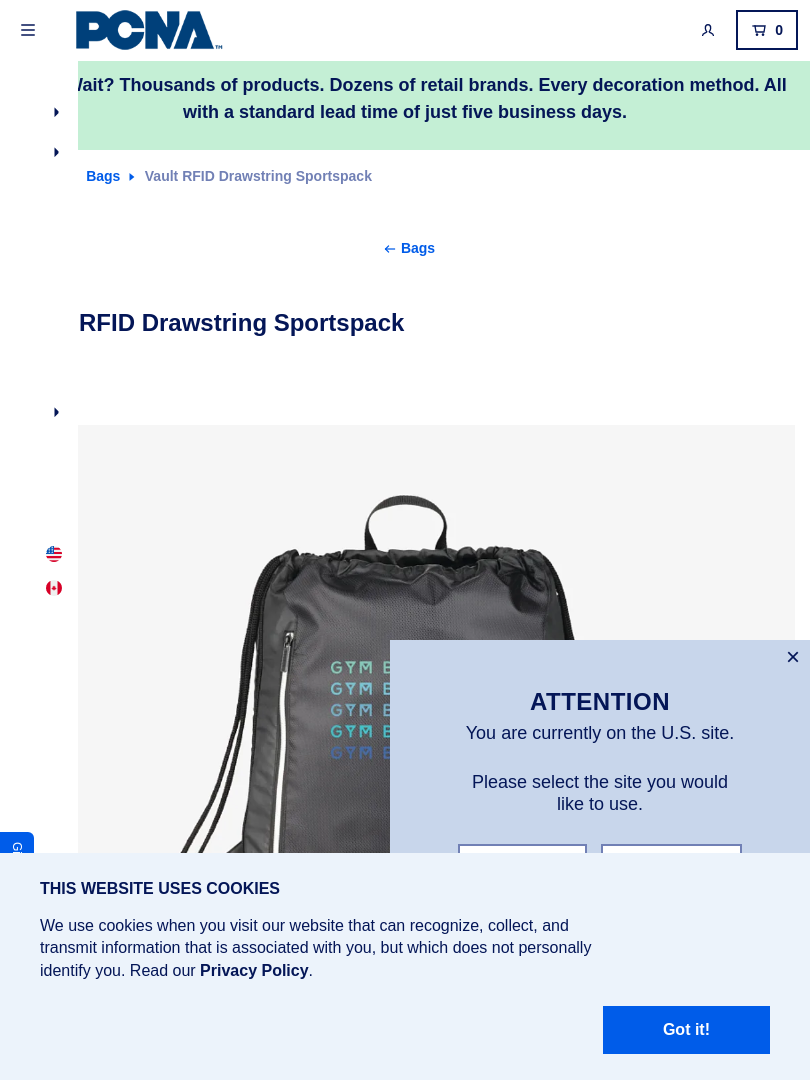 PCNA™
0
Wait? Thousands of products. Dozens of retail brands. Every decoration method. All
with a standard lead time of just five business days.
Bags Vault RFID Drawstring Sportspack
← Bags
RFID Drawstring Sportspack
GYM
GYM
GYM
GYM
GYM
ATTENTION
You are currently on the U.S. site.
Please select the site you would
like to use.
THIS WEBSITE USES COOKIES
We use cookies when you visit our website that can recognize, collect, and
transmit information that is associated with you, but which does not personally
identify you. Read our Privacy Policy.
Got it!